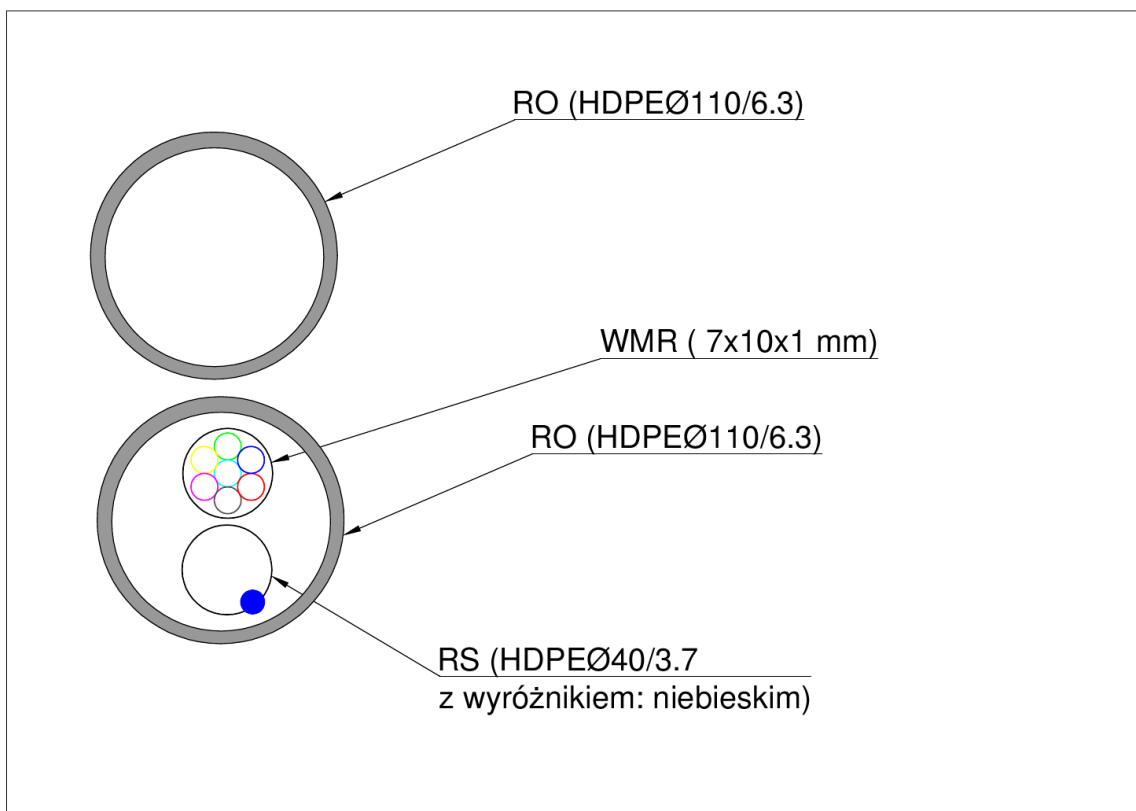 RO (HDPEØ110/6.3)
WMR ( 7x10x1 mm)
RO (HDPEØ110/6.3)
RS (HDPEØ40/3.7
z wyróżnikiem: niebieskim)